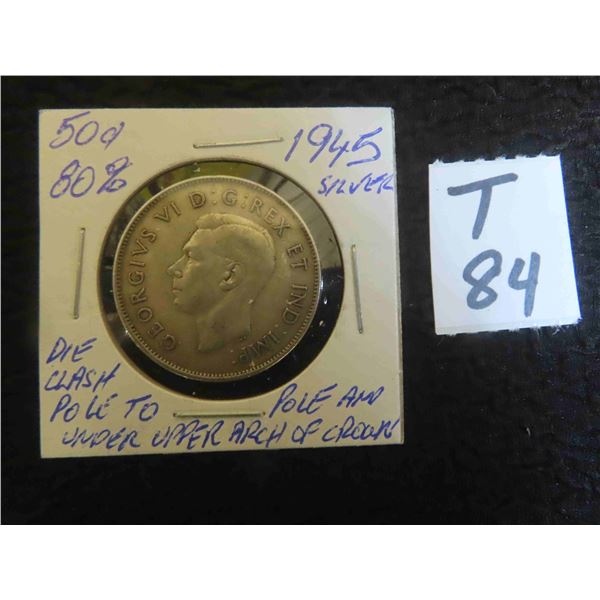 50¢ 1945
80% SILVER
GEORGIVS VI D:G:REX ET IND:IMP:
DIE
CLASH
POLE TO POLE AND
UNDER UPPER ARCH OF CROWN
T
84